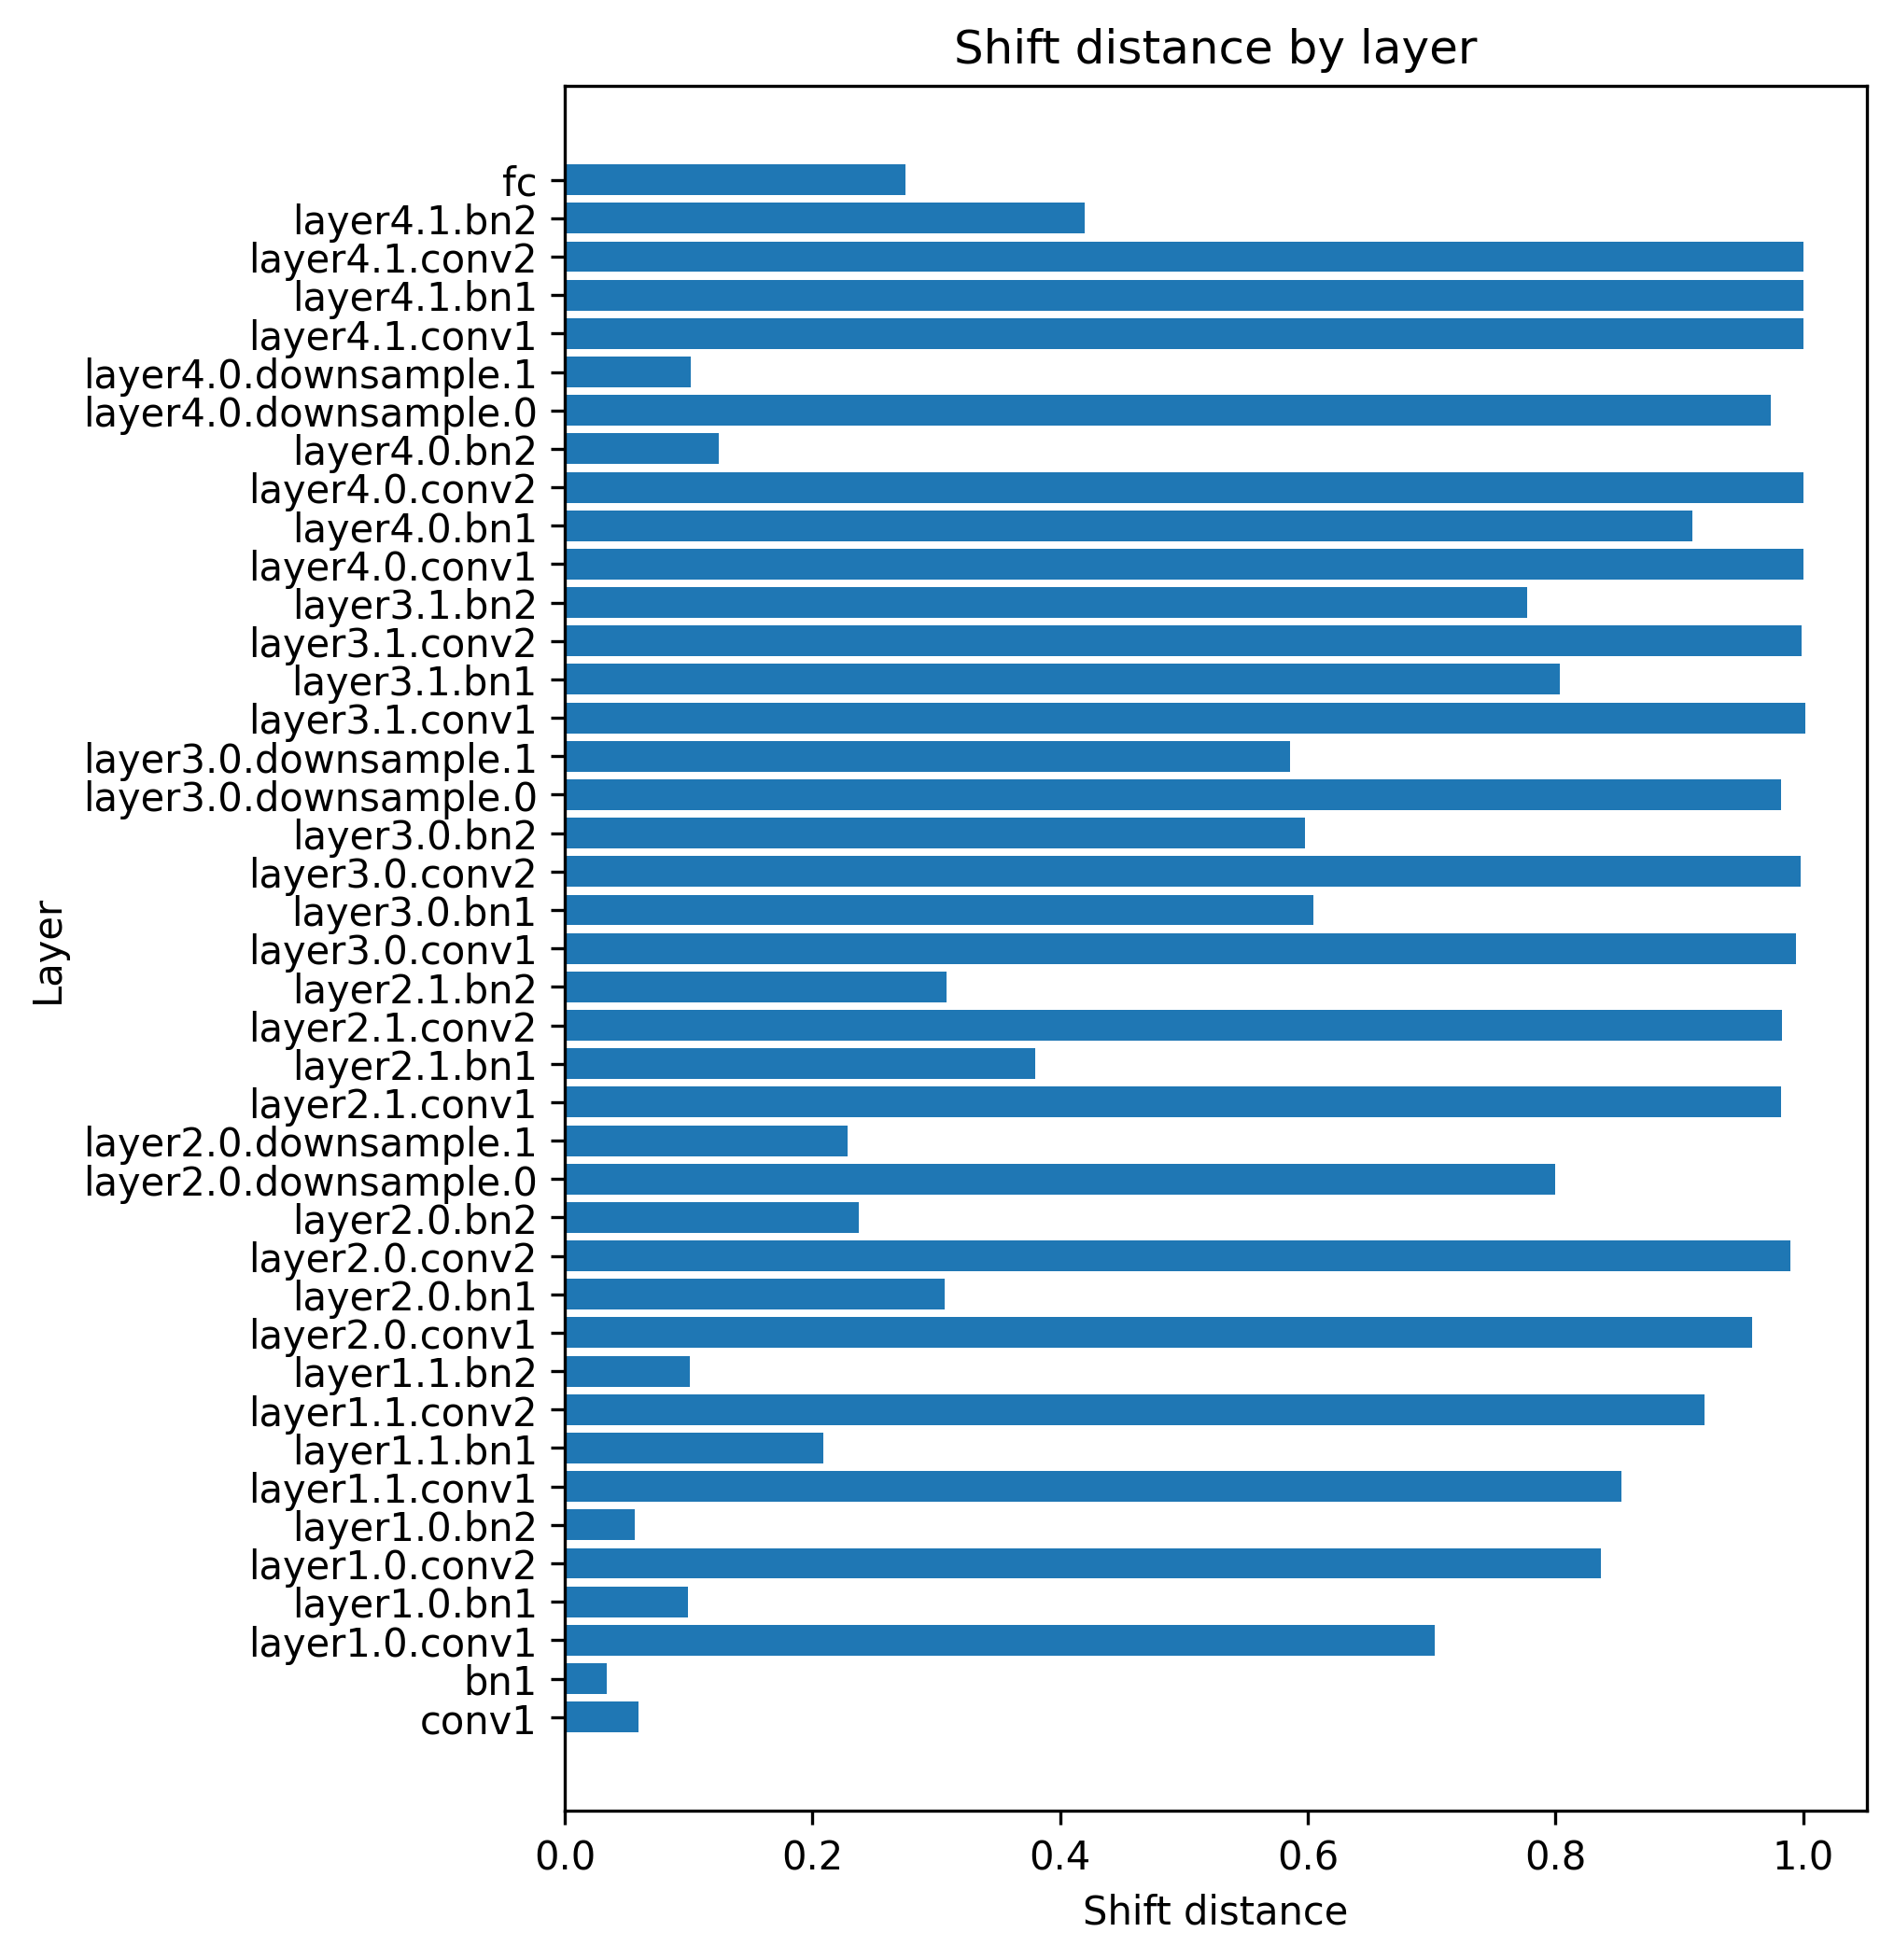 Shift distance by layer
fc
layer4.1.bn2
layer4.1.conv2
layer4.1.bn1
layer4.1.conv1
layer4.0.downsample.1
layer4.0.downsample.0
layer4.0.bn2
layer4.0.conv2
layer4.0.bn1
layer4.0.conv1
layer3.1.bn2
layer3.1.conv2
layer3.1.bn1
layer3.1.conv1
layer3.0.downsample.1
layer3.0.downsample.0
layer3.0.bn2
layer3.0.conv2
layer3.0.bn1
layer3.0.conv1
layer2.1.bn2
layer2.1.conv2
layer2.1.bn1
layer2.1.conv1
layer2.0.downsample.1
layer2.0.downsample.0
layer2.0.bn2
layer2.0.conv2
layer2.0.bn1
layer2.0.conv1
layer1.1.bn2
layer1.1.conv2
layer1.1.bn1
layer1.1.conv1
layer1.0.bn2
layer1.0.conv2
layer1.0.bn1
layer1.0.conv1
bn1
conv1
Layer
0.0 0.2 0.4 0.6 0.8 1.0
Shift distance